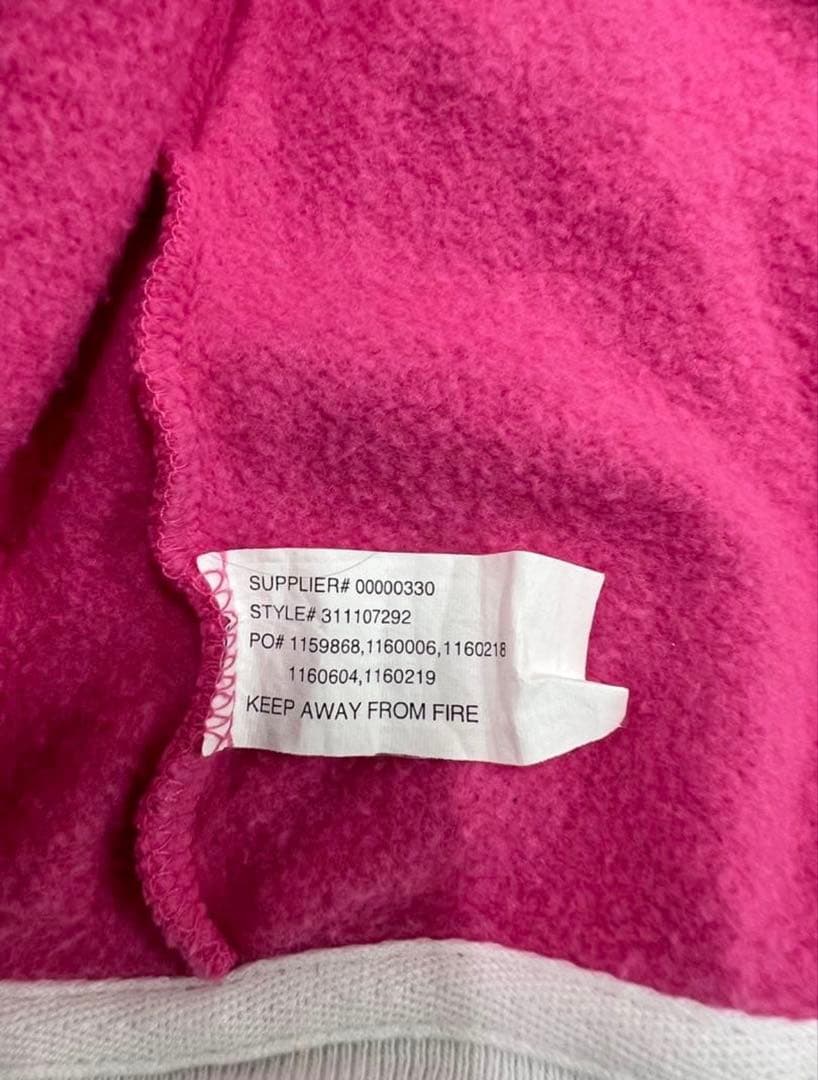 SUPPLIER# 00000330
STYLE# 311107292
PO# 1159868,1160006,1160218
1160604,1160219
KEEP AWAY FROM FIRE